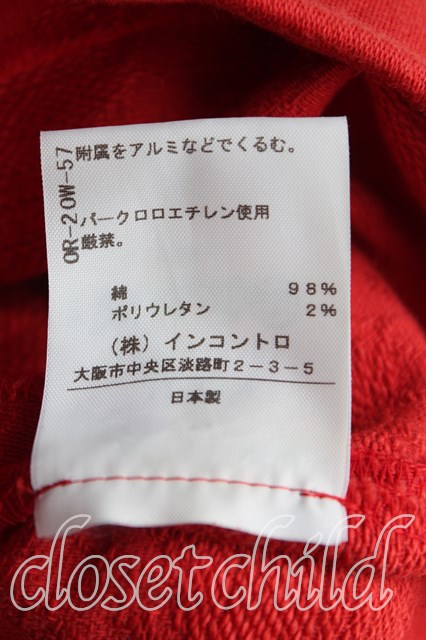 附属をアルミなどでくるむ。
OR-20W-57
パークロロエチレン使用
厳禁。
綿 98%
ポリウレタン 2%
(株)インコントロ
大阪市中央区淡路町2-3-5
日本製
closet child